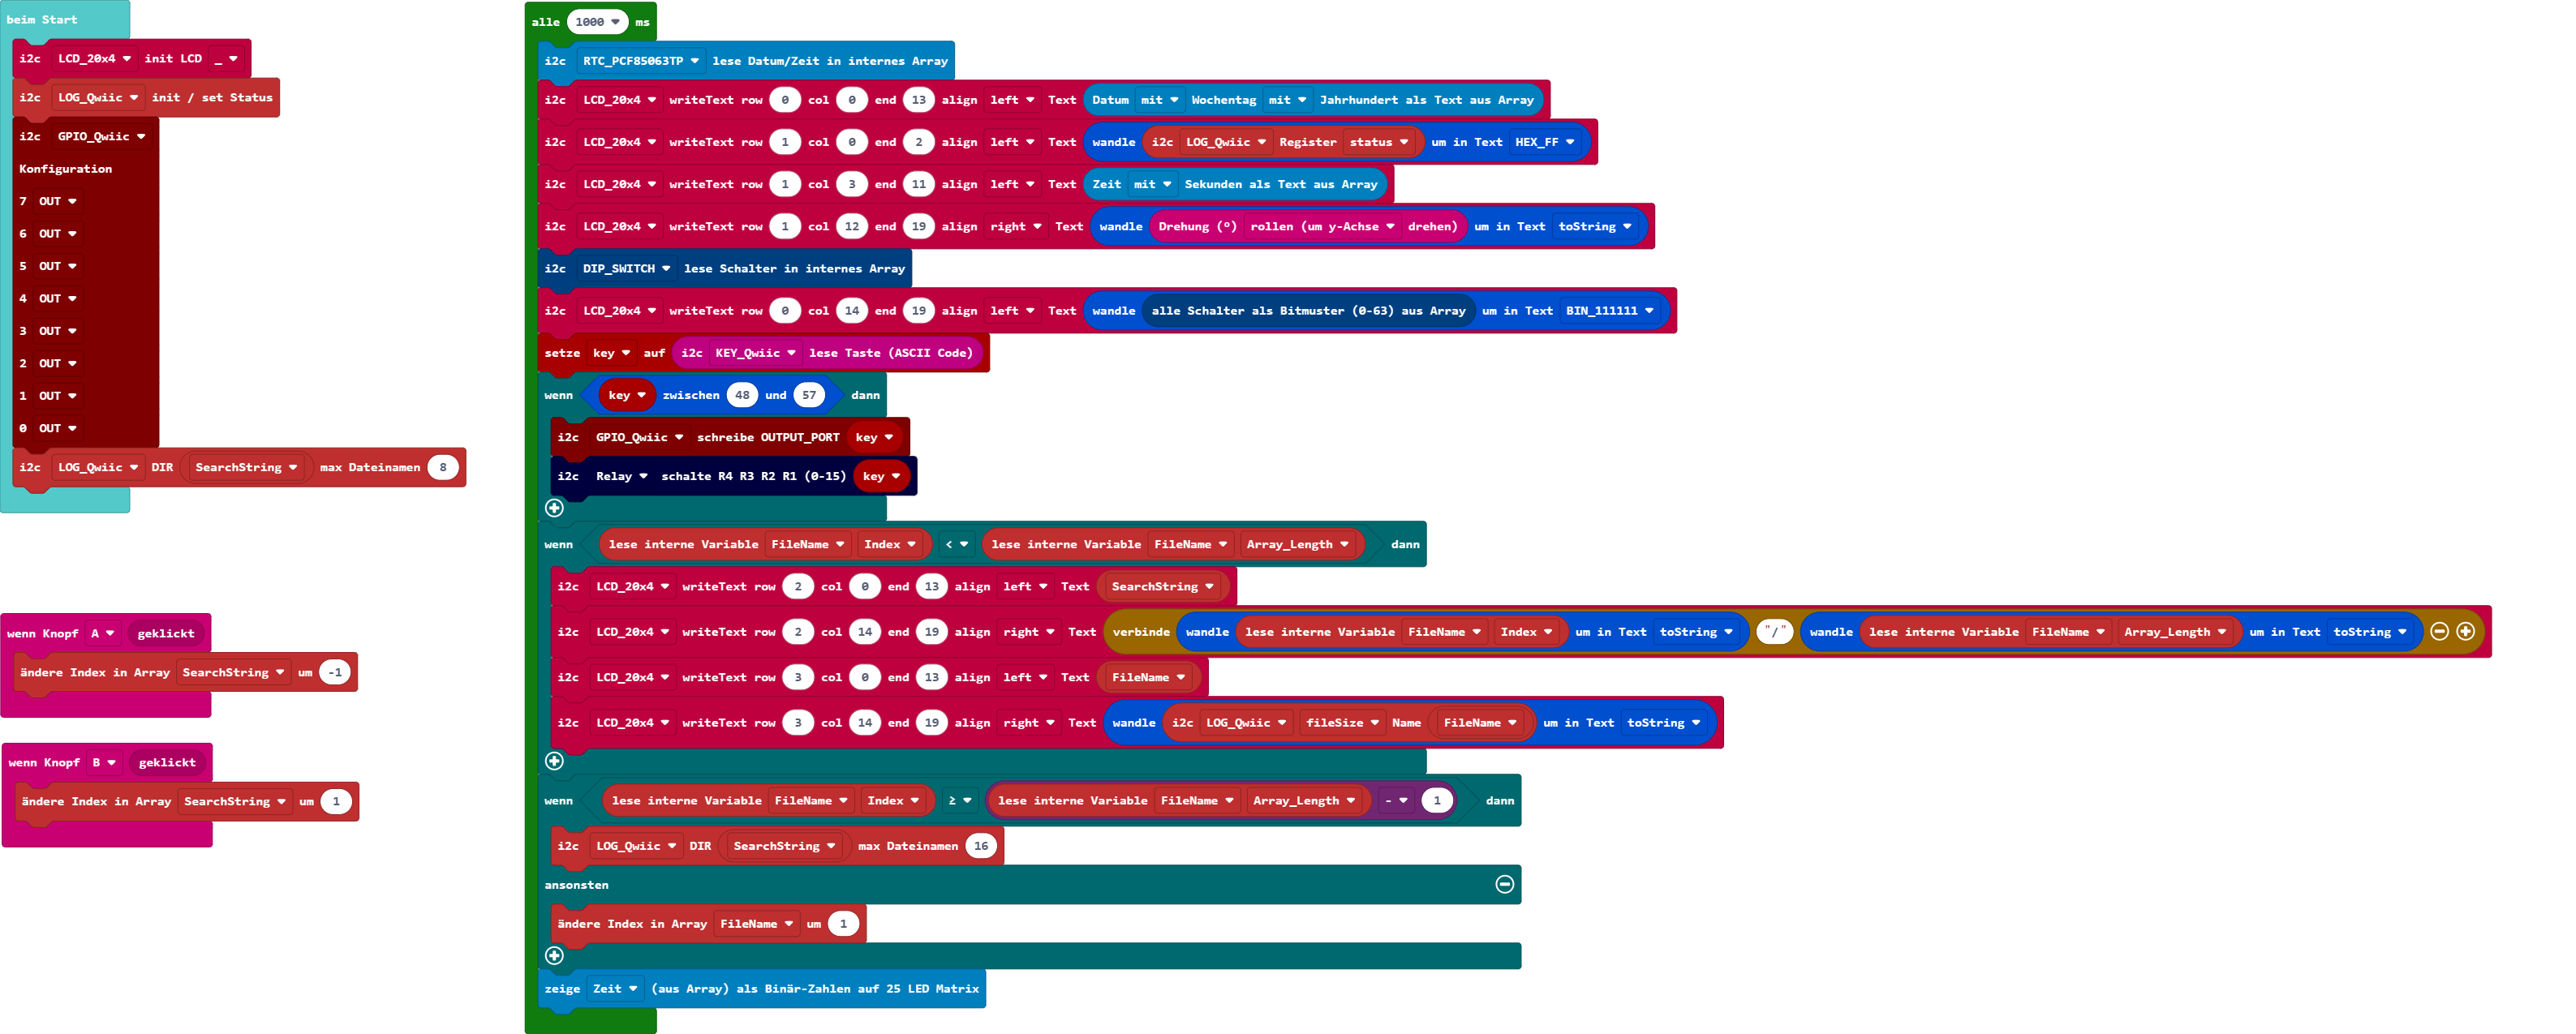 beim Start
i2c LCD_20x4 init LCD _
i2c LOG_Qwiic init / set Status
i2c GPIO_Qwiic
Konfiguration
7 OUT
6 OUT
5 OUT
4 OUT
3 OUT
2 OUT
1 OUT
0 OUT
i2c LOG_Qwiic DIR SearchString max Dateinamen 8
wenn Knopf A geklickt
ändere Index in Array SearchString um -1
wenn Knopf B geklickt
ändere Index in Array SearchString um 1
alle 1000 ms
i2c RTC_PCF85063TP lese Datum/Zeit in internes Array
i2c LCD_20x4 writeText row 0 col 0 end 13 align left Text Datum mit Wochentag mit Jahrhundert als Text aus Array
i2c LCD_20x4 writeText row 1 col 0 end 2 align left Text wandle i2c LOG_Qwiic Register status um in Text HEX_FF
i2c LCD_20x4 writeText row 1 col 3 end 11 align left Text Zeit mit Sekunden als Text aus Array
i2c LCD_20x4 writeText row 1 col 12 end 19 align right Text wandle Drehung (º) rollen (um y-Achse drehen) um in Text toString
i2c DIP_SWITCH lese Schalter in internes Array
i2c LCD_20x4 writeText row 0 col 14 end 19 align left Text wandle alle Schalter als Bitmuster (0-63) aus Array um in Text BIN_111111
setze key auf i2c KEY_Qwiic lese Taste (ASCII Code)
wenn key zwischen 48 und 57 dann
i2c GPIO_Qwiic schreibe OUTPUT_PORT key
i2c Relay schalte R4 R3 R2 R1 (0-15) key
wenn lese interne Variable FileName Index < lese interne Variable FileName Array_Length dann
i2c LCD_20x4 writeText row 2 col 0 end 13 align left Text SearchString
i2c LCD_20x4 writeText row 2 col 14 end 19 align right Text verbinde wandle lese interne Variable FileName Index um in Text toString "/" wandle lese interne Variable FileName Array_Length um in Text toString
i2c LCD_20x4 writeText row 3 col 0 end 13 align left Text FileName
i2c LCD_20x4 writeText row 3 col 14 end 19 align right Text wandle i2c LOG_Qwiic fileSize Name FileName um in Text toString
wenn lese interne Variable FileName Index ≥ lese interne Variable FileName Array_Length - 1 dann
i2c LOG_Qwiic DIR SearchString max Dateinamen 16
ansonsten
ändere Index in Array FileName um 1
zeige Zeit (aus Array) als Binär-Zahlen auf 25 LED Matrix